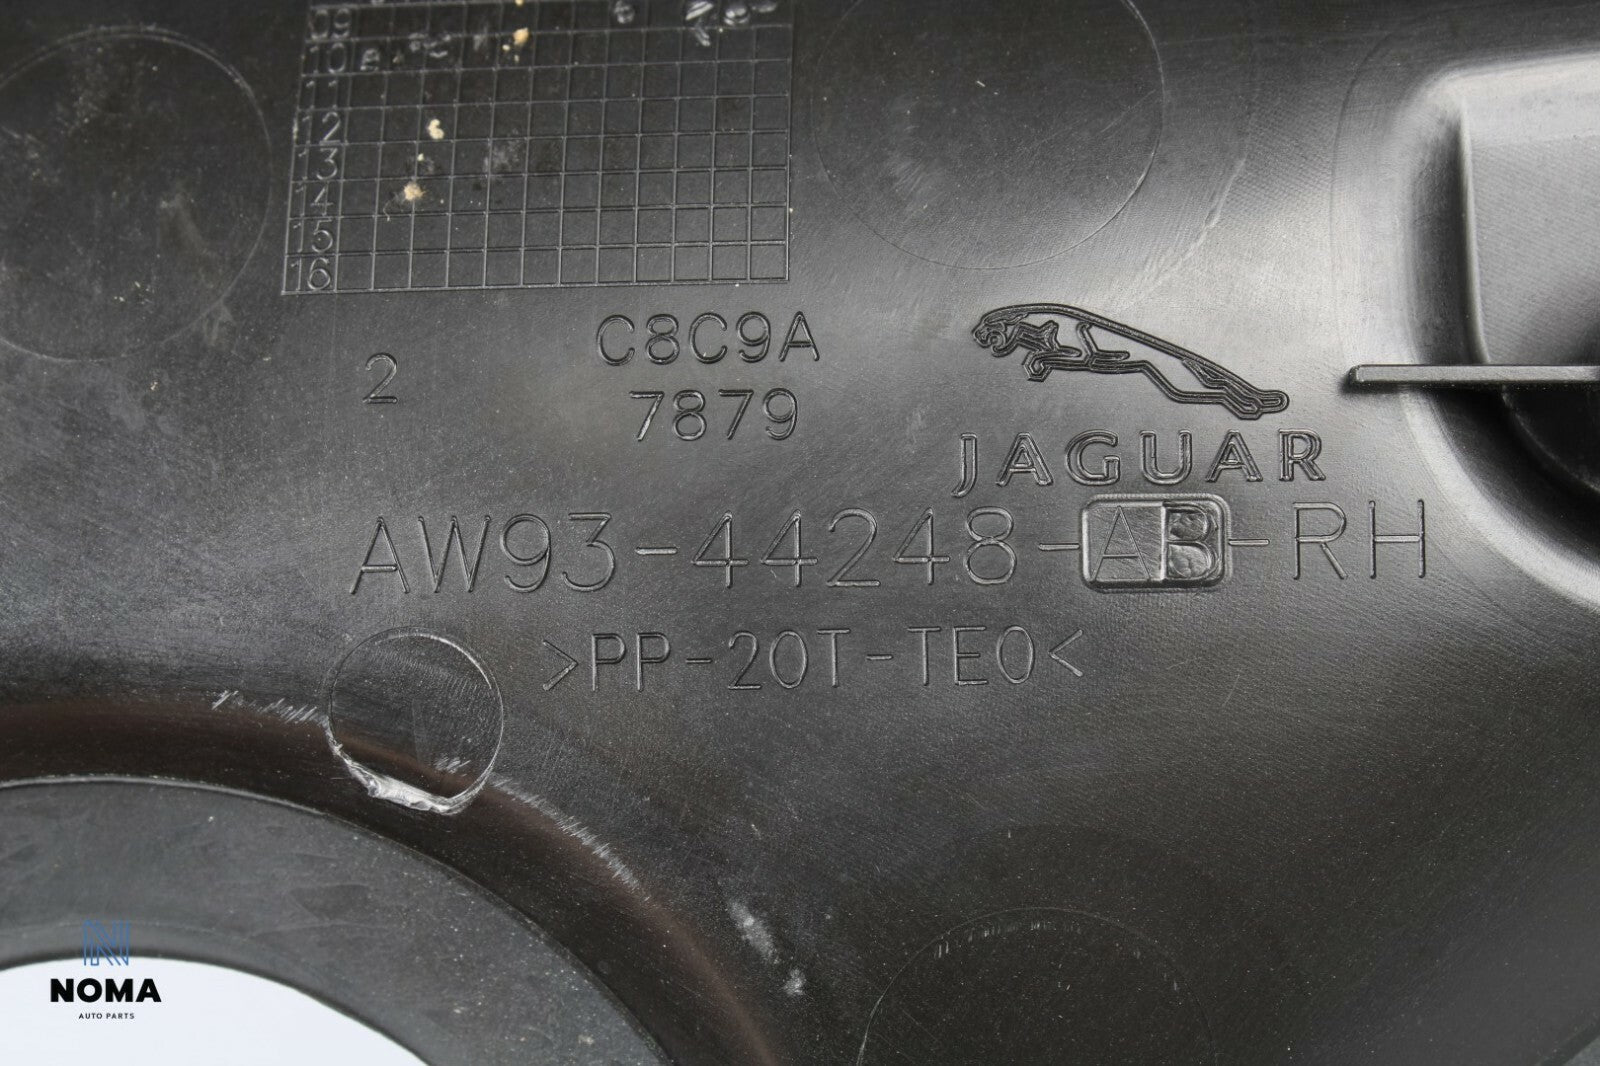 09
10
11
12
13
14
15
16
2
C8C9A
7879
JAGUAR
AW93-44248-AB-RH
>PP-20T-TE0<
N
NOMA
AUTO PARTS